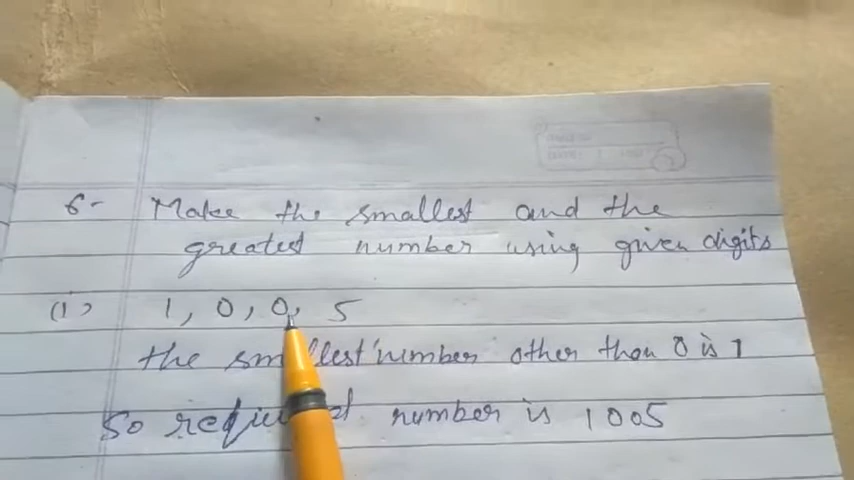 6- Make the smallest and the
greatest number using given digits
(1) 1, 0, 0, 5
the smallest number other than 0 is 1
So required number is 1005